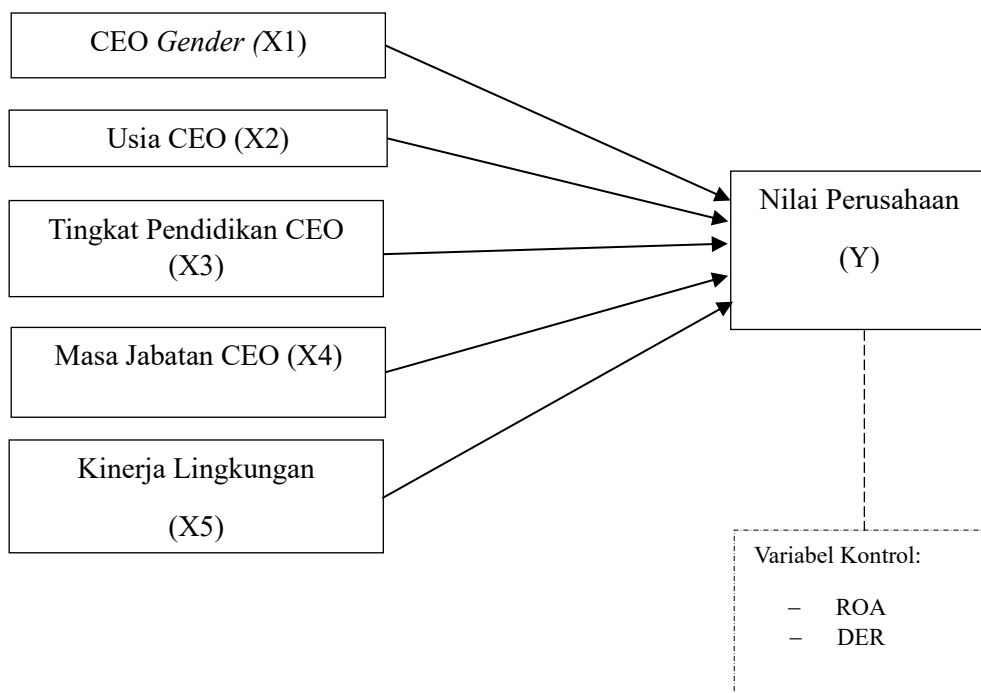 CEO Gender (X1)
Usia CEO (X2)
Tingkat Pendidikan CEO
(X3)
Masa Jabatan CEO (X4)
Kinerja Lingkungan
(X5)
Nilai Perusahaan
(Y)
Variabel Kontrol:
– ROA
– DER